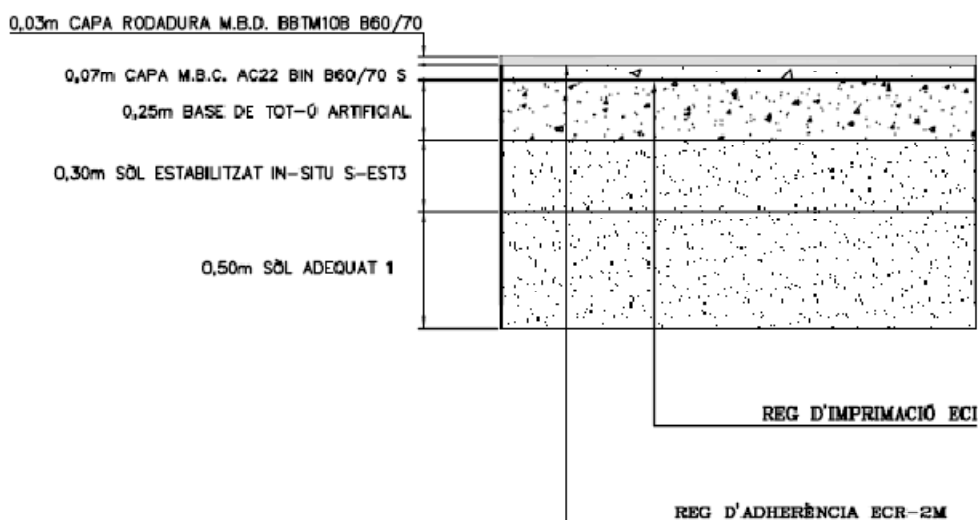 0,03m CAPA RODADURA M.B.D. BBTM10B B60/70
0,07m CAPA M.B.C. AC22 BIN B60/70 S
0,25m BASE DE TOT-Ú ARTIFICIAL
0,30m SÒL ESTABILITZAT IN-SITU S-EST3
0,50m SÒL ADEQUAT 1
REG D'IMPRIMACIÓ ECI
REG D'ADHERÈNCIA ECR-2M